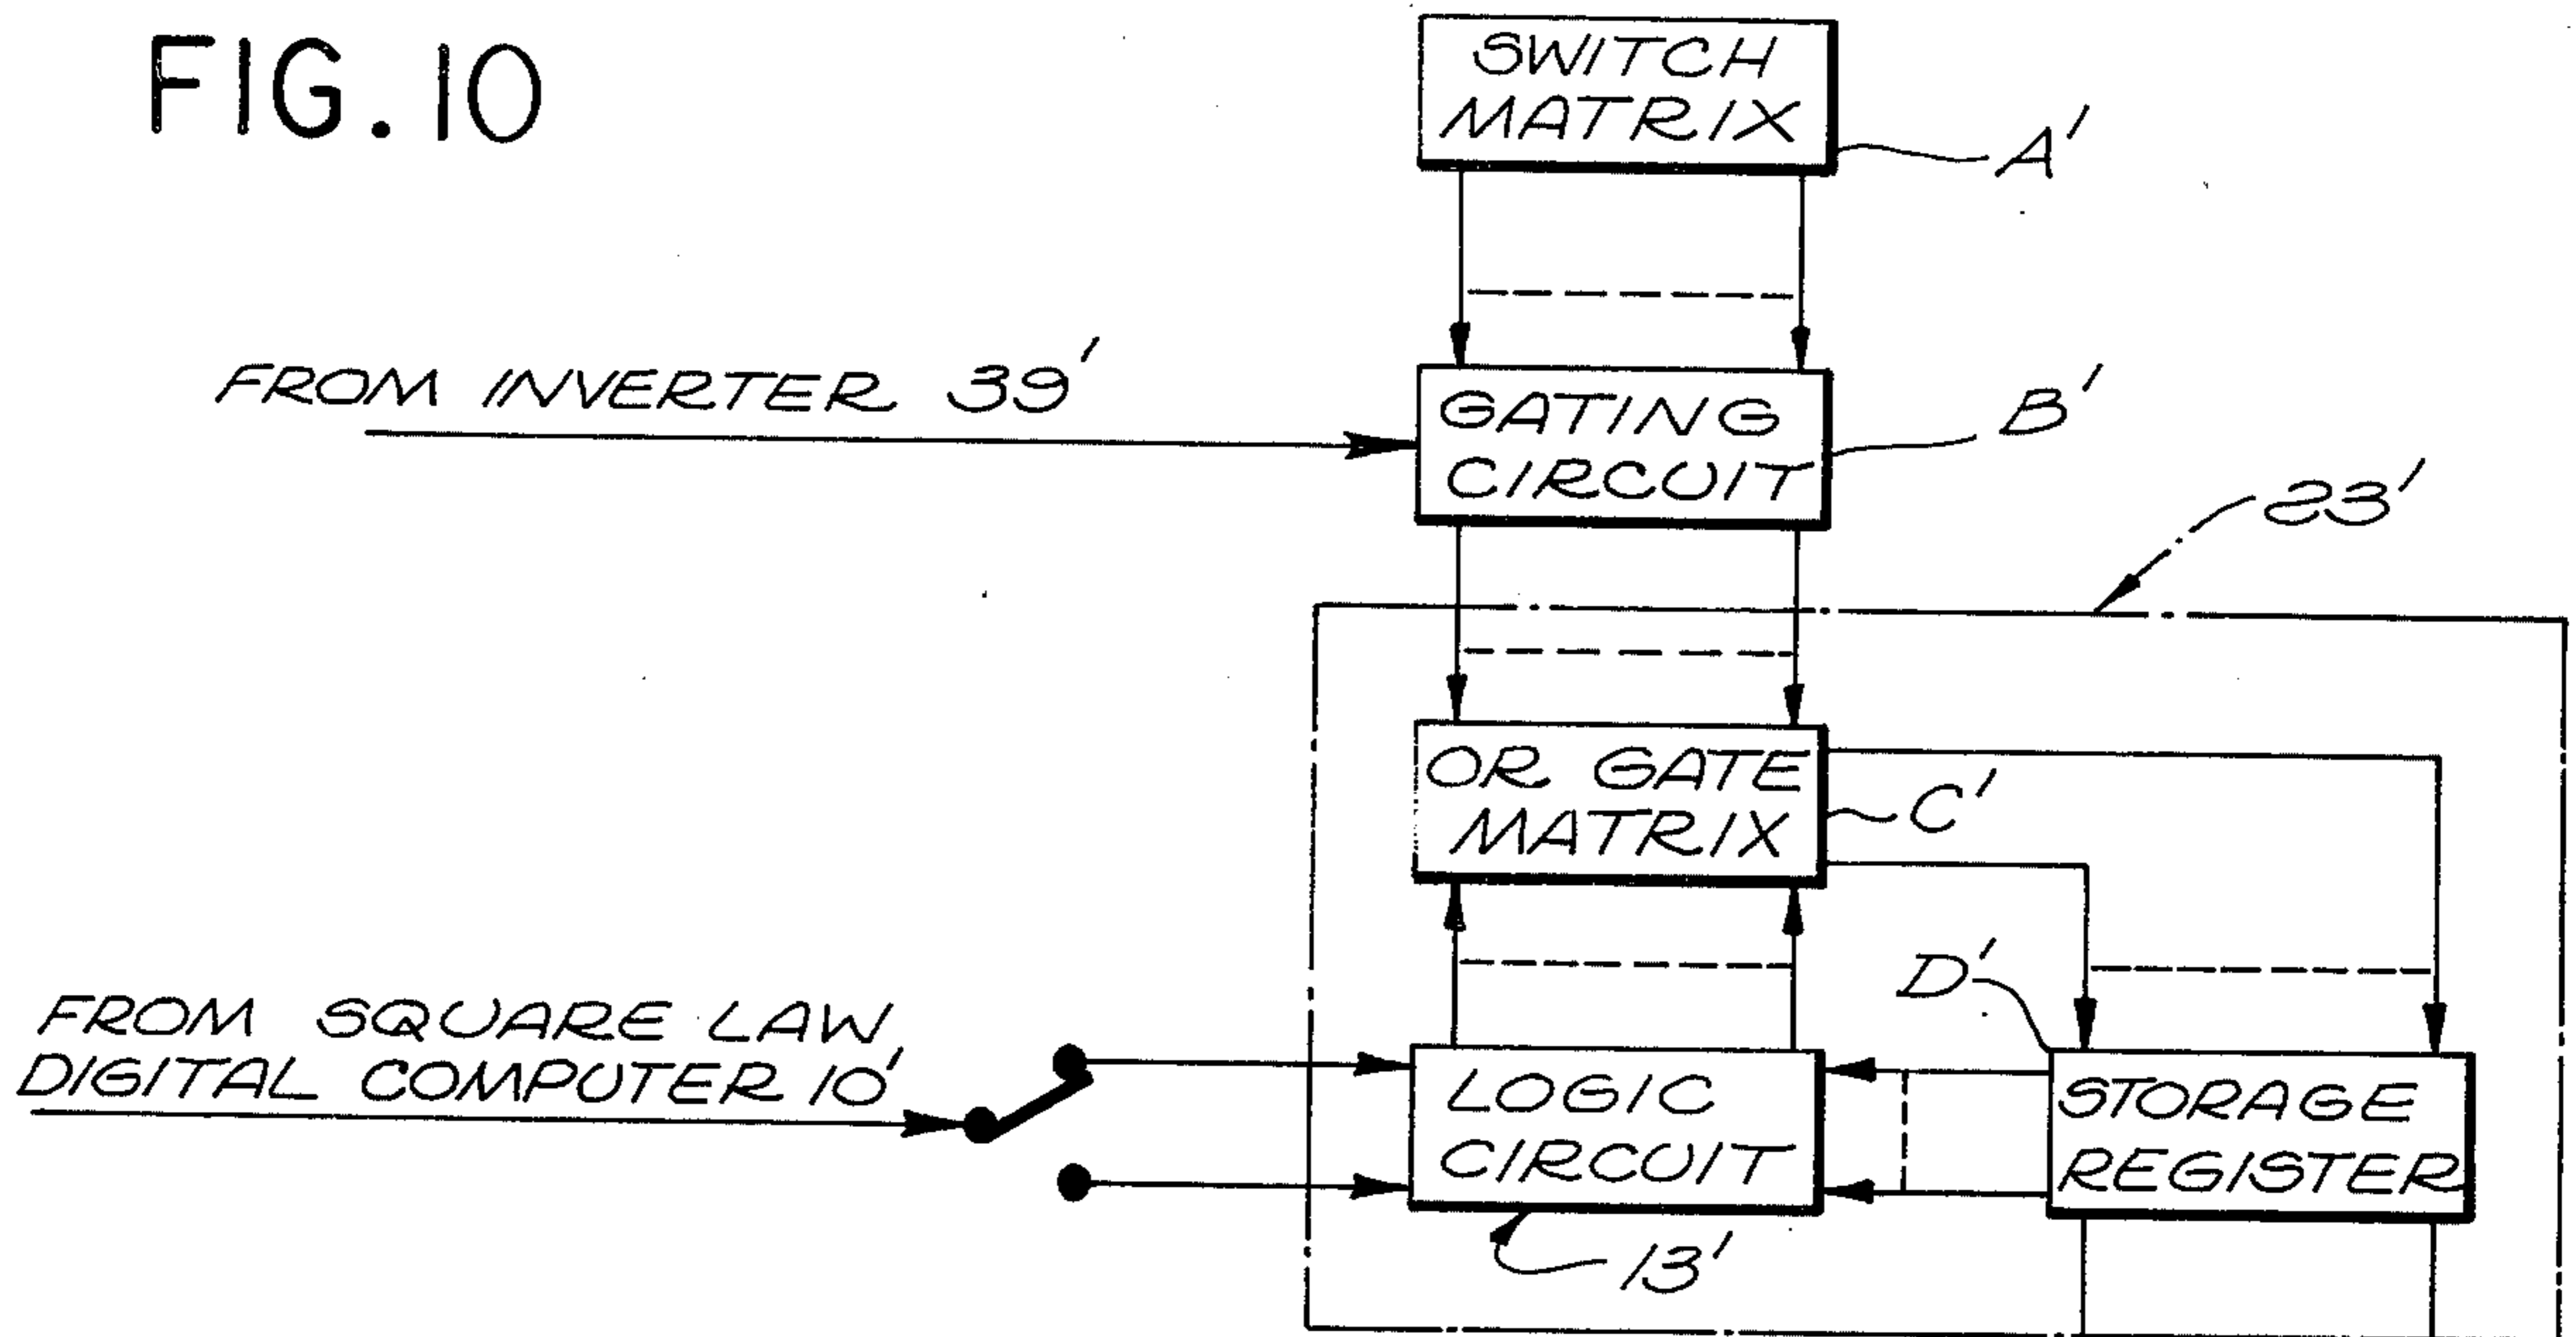 FIG. 10
SWITCH
MATRIX
A'
FROM INVERTER 39'
GATING
CIRCUIT
B'
23'
OR GATE
MATRIX
C'
D'
FROM SQUARE LAW
DIGITAL COMPUTER 10'
LOGIC
CIRCUIT
STORAGE
REGISTER
13'